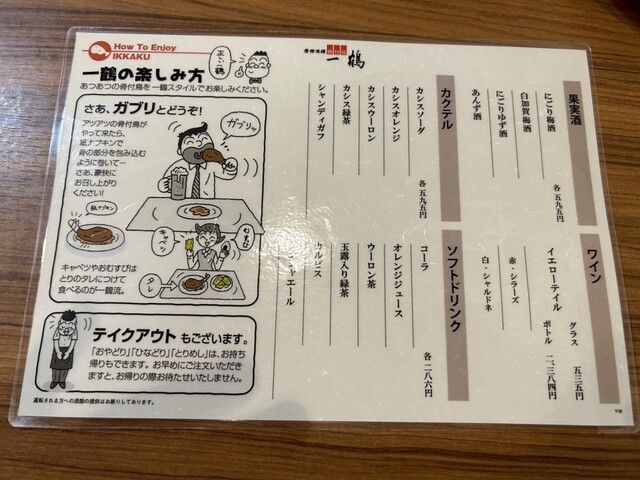 How To Enjoy
IKKAKU
正しい一鶴
一鶴の楽しみ方
あつあつの骨付鳥を一鶴スタイルでお楽しみください。
さあ、ガブリとどうぞ!
アツアツの骨付鳥が
やって来たら、
紙ナプキンで
骨の部分を包み込む
ように巻いて…
さあ、豪快に
お召し上がり
ください!
ガブリッ
紙ナプキン
キャベツ
むすび
タレ
キャベツやおむすびは
とりのタレにつけて
食べるのが一鶴流。
テイクアウトもございます。
「おやどり」「ひなどり」「とりめし」は、お持ち
帰りもできます。お早めにご注文いただき
ますと、お帰りの際お待たせいたしません。
運転される方への酒類の提供はお断りしております。
一鶴
果実酒
にごり梅酒
白加賀梅酒
にごりゆず酒
あんず酒
各 五九五円
カクテル
カシスソーダ
カシスオレンジ
カシスウーロン
カシス緑茶
シャンディガフ
各 五九五円
ワイン
イエローテイル
グラス 五三五円
ボトル 二、三八四円
赤・シラーズ
白・シャルドネ
ソフトドリンク
コーラ
オレンジジュース
ウーロン茶
玉露入り緑茶
カルピス
各 二八六円